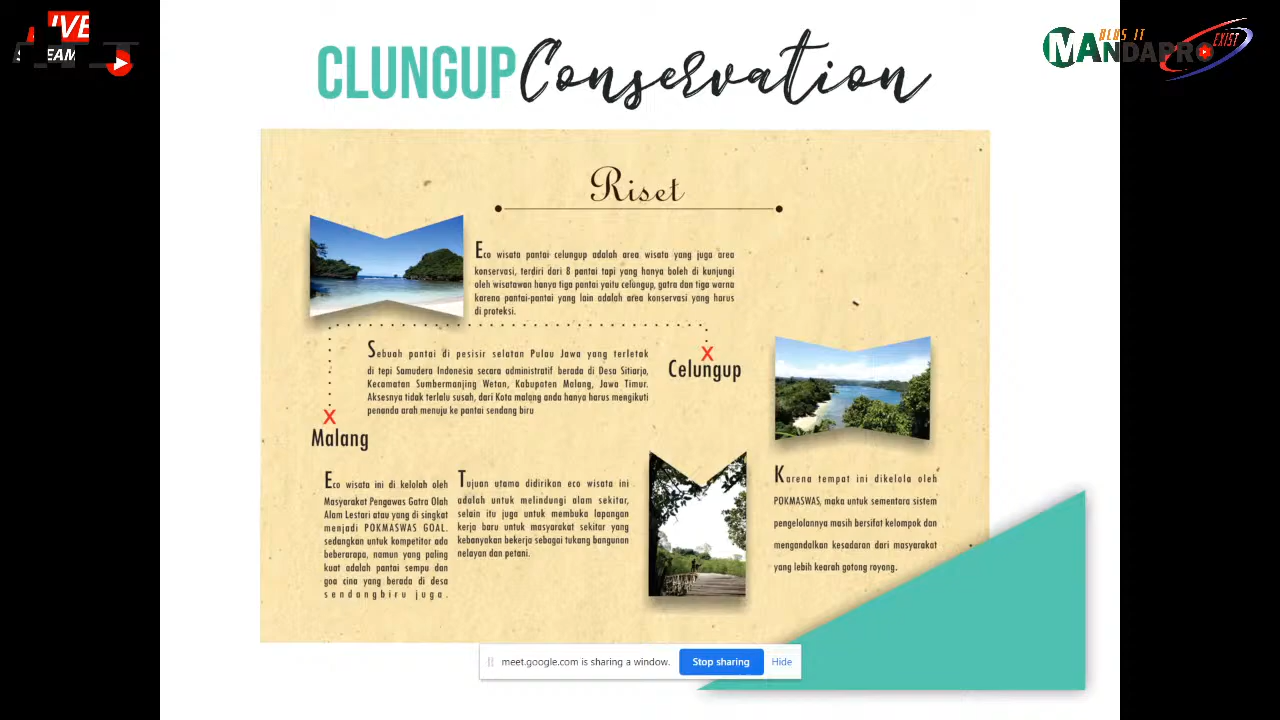 CLUNGUP Conservation
PLUS IT
MANDAPRO EXIST
Riset
Eco wisata pantai celungup adalah area wisata yang juga area
konservasi, terdiri dari 8 pantai tapi yang hanya boleh di kunjungi
oleh wisatawan hanya tiga pantai yaitu celungup, gatra dan tiga warna
karena pantai-pantai yang lain adalah area konservasi yang harus
di proteksi.
Sebuah pantai di pesisir selatan Pulau Jawa yang terletak
di tepi Samudera Indonesia secara administratif berada di Desa Sitiarjo,
Kecamatan Sumbermanjing Wetan, Kabupaten Malang, Jawa Timur.
Aksesnya tidak terlalu susah, dari Kota malang anda hanya harus mengikuti
penanda arah menuju ke pantai sendang biru
X
Celungup
X
Malang
Eco wisata ini di kelolah oleh
Masyarakat Pengawas Gatra Olah
Alam Lestari atau yang di singkat
menjadi POKMASWAS GOAL.
sedangkan untuk kompetitor ada
beberarapa, namun yang paling
kuat adalah pantai sempu dan
goa cina yang berada di desa
sendangbiru juga.
Tujuan utama didirikan eco wisata ini
adalah untuk melindungi alam sekitar,
selain itu juga untuk membuka lapangan
kerja baru untuk masyarakat sekitar yang
kebanyakan bekerja sebagai tukang bangunan
nelayan dan petani.
Karena tempat ini dikelola oleh
POKMASWAS, maka untuk sementara sistem
pengelolannya masih bersifat kelompok dan
mengandalkan kesadaran dari masyarakat
yang lebih kearah gotong royong.
meet.google.com is sharing a window. Stop sharing Hide